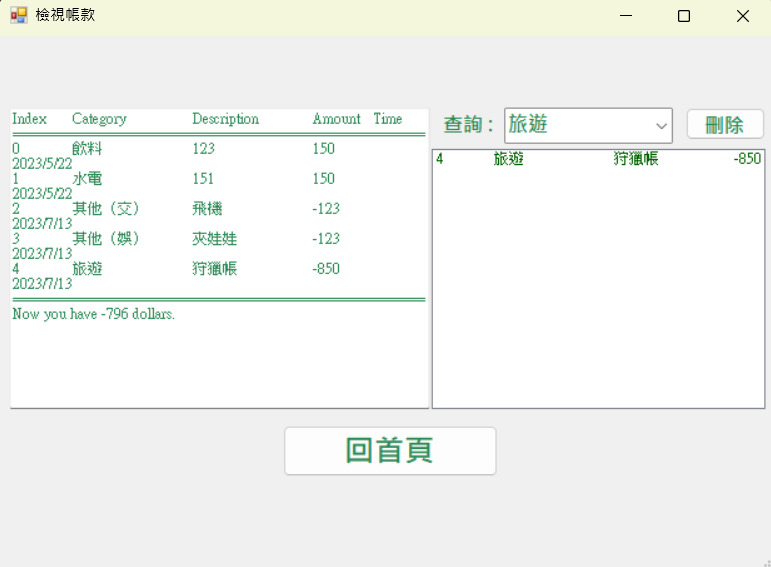 檢視帳款
Index Category Description Amount Time
0 飲料 123 150
2023/5/22
1 水電 151 150
2023/5/22
2 其他（交） 飛機 -123
2023/7/13
3 其他（娛） 夾娃娃 -123
2023/7/13
4 旅遊 狩獵帳 -850
2023/7/13
Now you have -796 dollars.
查詢： 旅遊 刪除
4 旅遊 狩獵帳 -850
回首頁